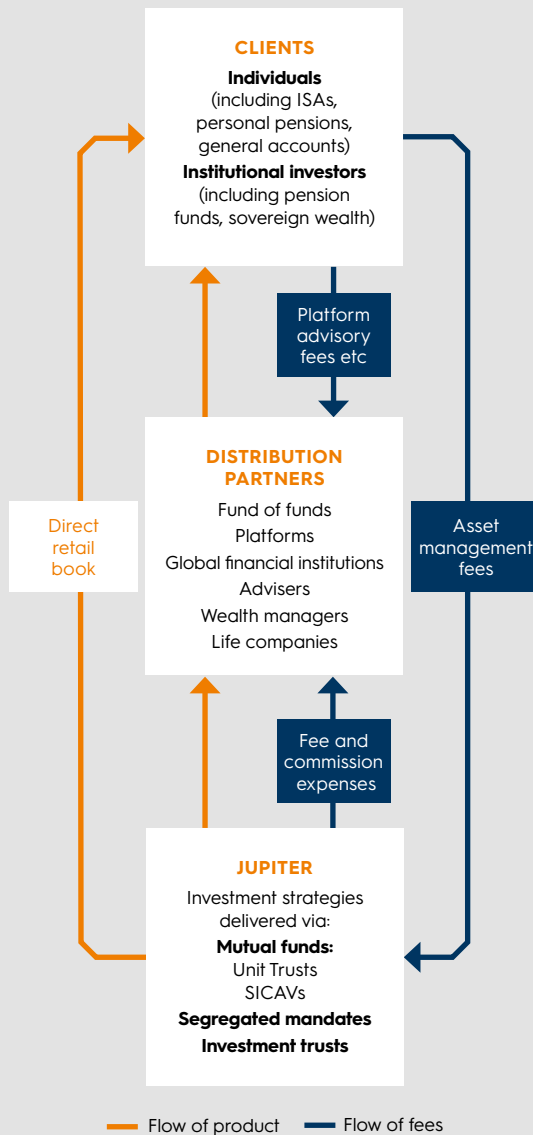 CLIENTS
Individuals
(including ISAs,
personal pensions,
general accounts)
Institutional investors
(including pension
funds, sovereign wealth)
Platform
advisory
fees etc
DISTRIBUTION
PARTNERS
Fund of funds
Platforms
Global financial institutions
Advisers
Wealth managers
Life companies
Direct
retail
book
Asset
management
fees
Fee and
commission
expenses
JUPITER
Investment strategies
delivered via:
Mutual funds:
Unit Trusts
SICAVs
Segregated mandates
Investment trusts
Flow of product
Flow of fees